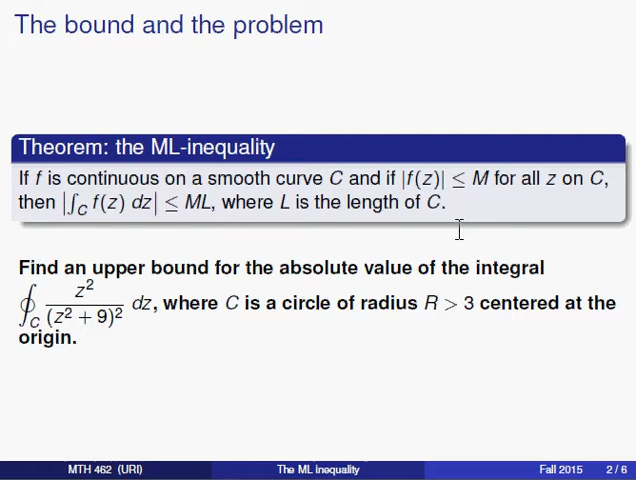 The bound and the problem
Theorem: the ML-inequality
If f is continuous on a smooth curve C and if |f(z)| ≤ M for all z on C,
then |∫_C f(z) dz| ≤ ML, where L is the length of C.
Find an upper bound for the absolute value of the integral
∮_C z²/(z² + 9)² dz, where C is a circle of radius R > 3 centered at the
origin.
MTH 462 (URI) The ML inequality Fall 2015 2 / 6